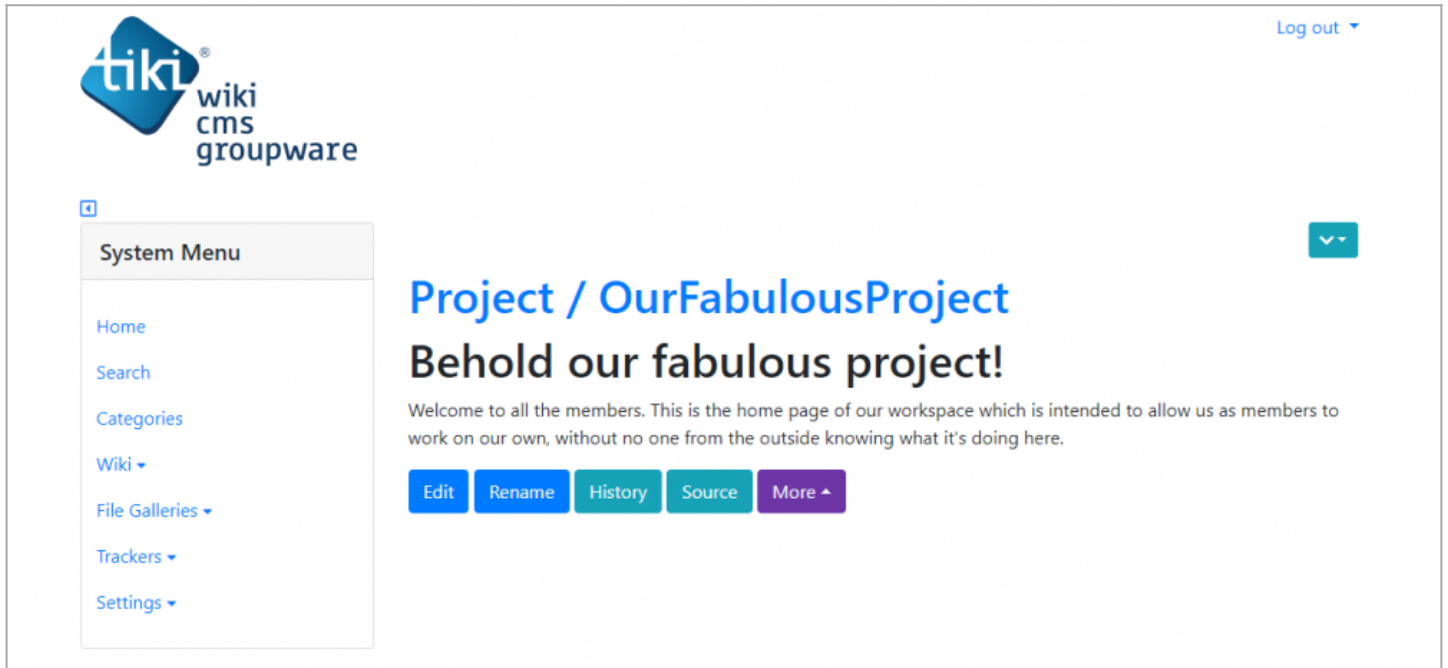 Log out
tiki®
wiki
cms
groupware
System Menu
Home
Search
Categories
Wiki
File Galleries
Trackers
Settings
Project / OurFabulousProject
Behold our fabulous project!
Welcome to all the members. This is the home page of our workspace which is intended to allow us as members to
work on our own, without no one from the outside knowing what it's doing here.
Edit Rename History Source More